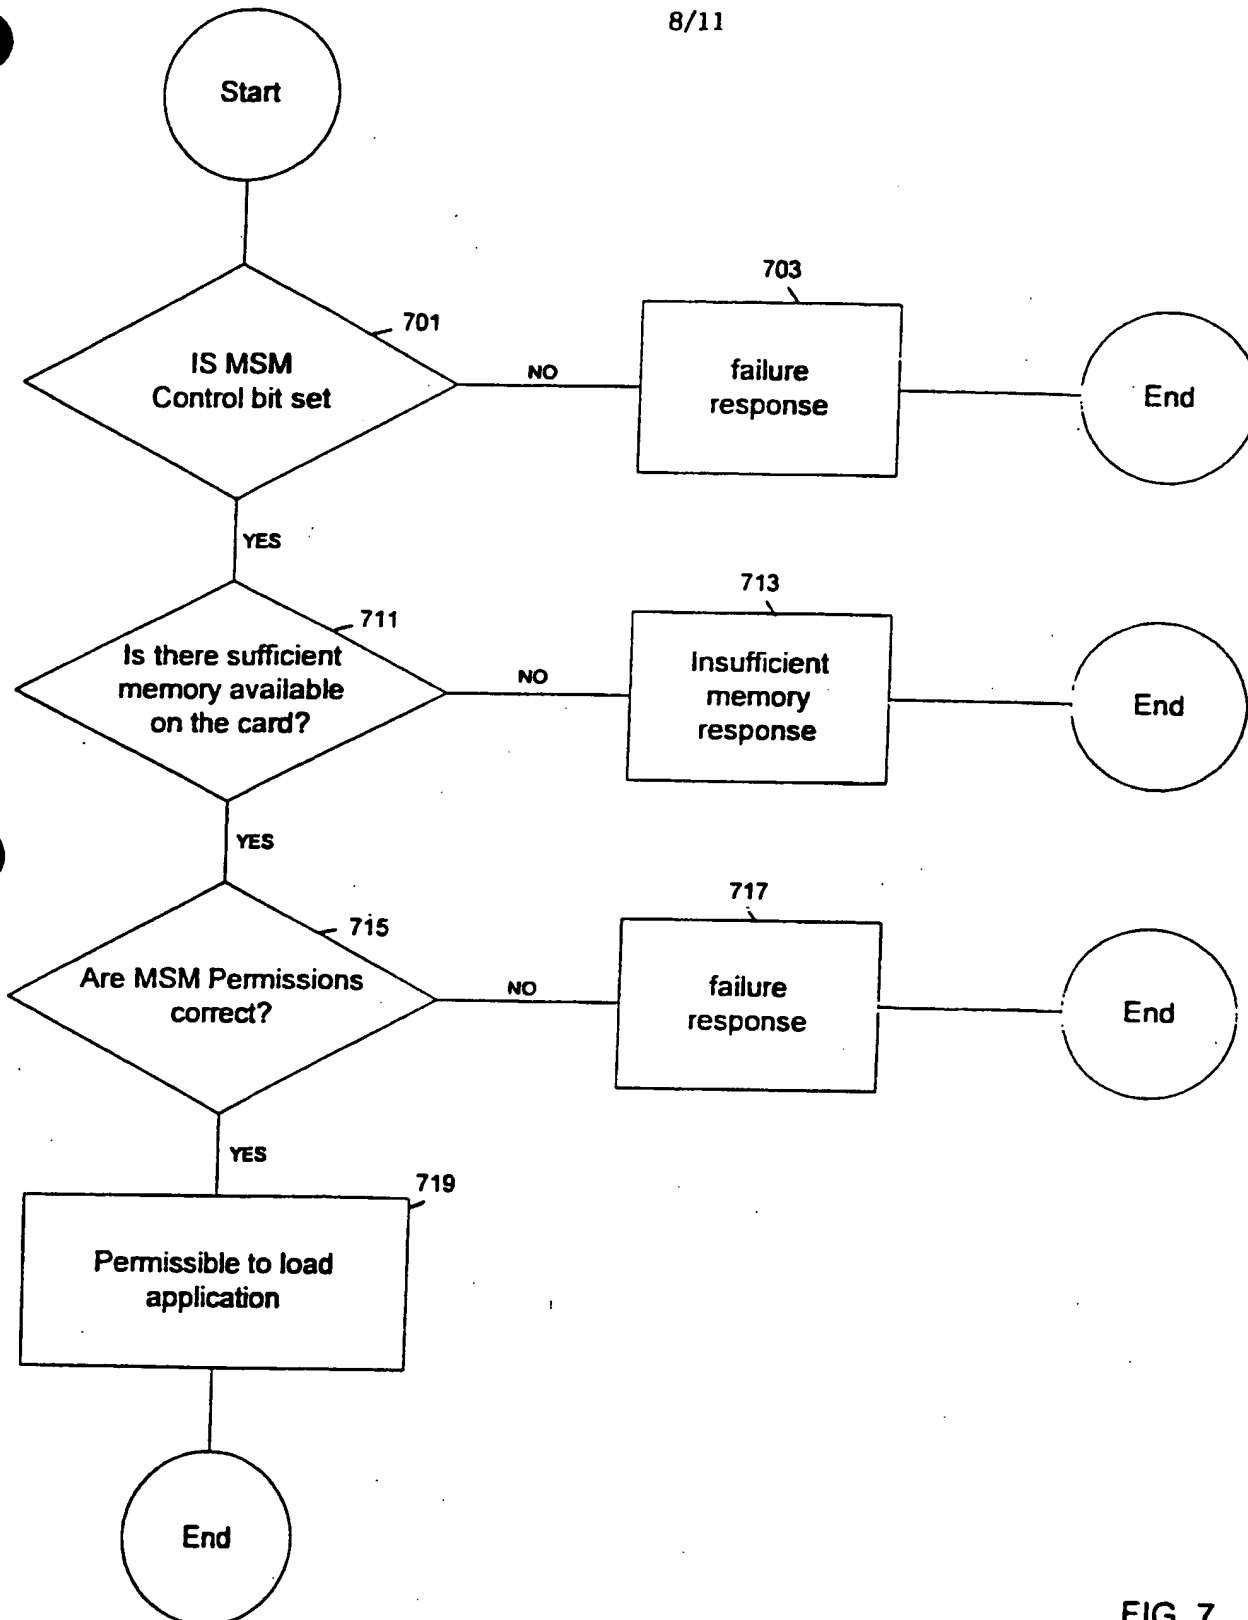 8/11
Start
703
701
IS MSM
Control bit set
NO
failure
response
End
YES
713
711
Is there sufficient
memory available
on the card?
NO
Insufficient
memory
response
End
YES
717
715
Are MSM Permissions
correct?
NO
failure
response
End
YES
719
Permissible to load
application
End
FIG. 7